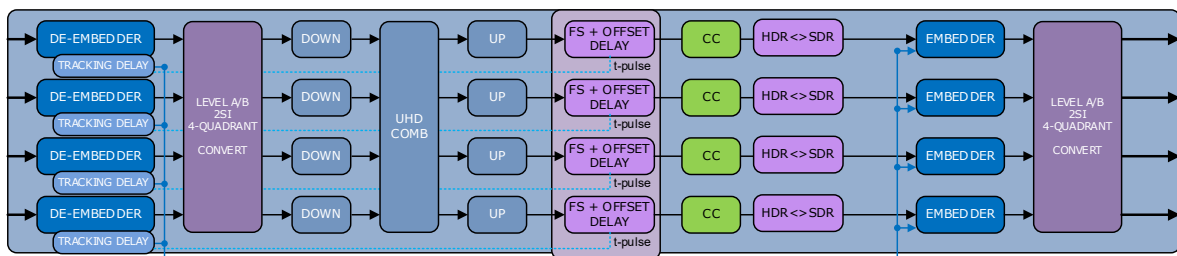 DE-EMBEDDER
DOWN
UP
FS + OFFSET
DELAY
CC
HDR<>SDR
EMBEDDER
TRACKING DELAY
t-pulse
DE-EMBEDDER
DOWN
UP
FS + OFFSET
DELAY
CC
HDR<>SDR
EMBEDDER
TRACKING DELAY
t-pulse
LEVEL A/B
2SI
4-QUADRANT
CONVERT
UHD
COMB
LEVEL A/B
2SI
4-QUADRANT
CONVERT
DE-EMBEDDER
DOWN
UP
FS + OFFSET
DELAY
CC
HDR<>SDR
EMBEDDER
TRACKING DELAY
t-pulse
DE-EMBEDDER
DOWN
UP
FS + OFFSET
DELAY
CC
HDR<>SDR
EMBEDDER
TRACKING DELAY
t-pulse